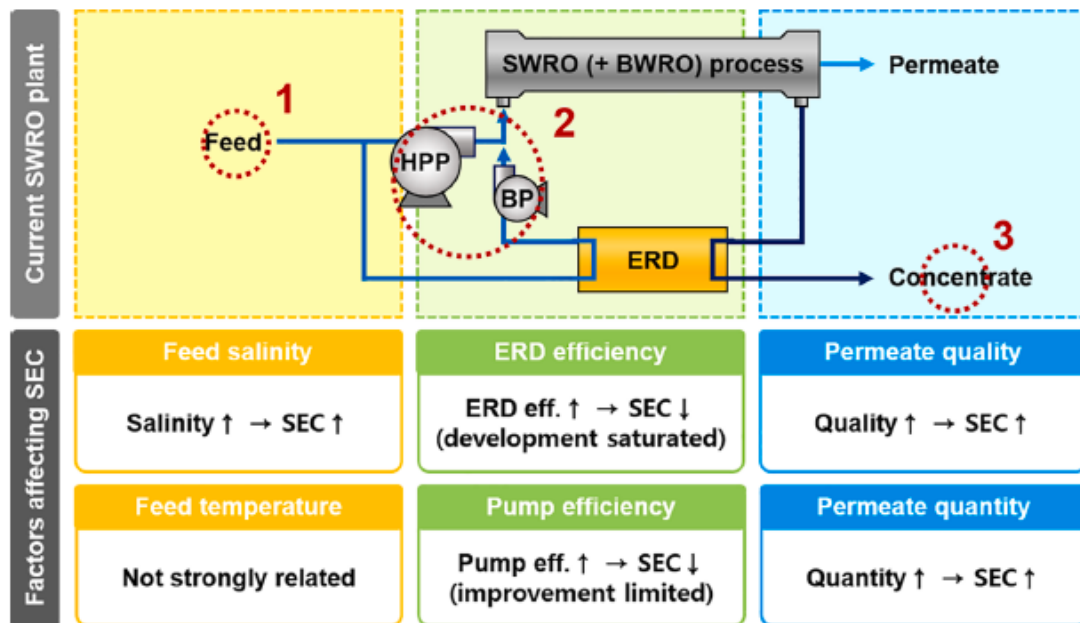 Current SWRO plant
1
Feed
HPP
2
BP
SWRO (+ BWRO) process
Permeate
ERD
3
Concentrate
Factors affecting SEC
Feed salinity
Salinity ↑ → SEC ↑
ERD efficiency
ERD eff. ↑ → SEC ↓
(development saturated)
Permeate quality
Quality ↑ → SEC ↑
Feed temperature
Not strongly related
Pump efficiency
Pump eff. ↑ → SEC ↓
(improvement limited)
Permeate quantity
Quantity ↑ → SEC ↑